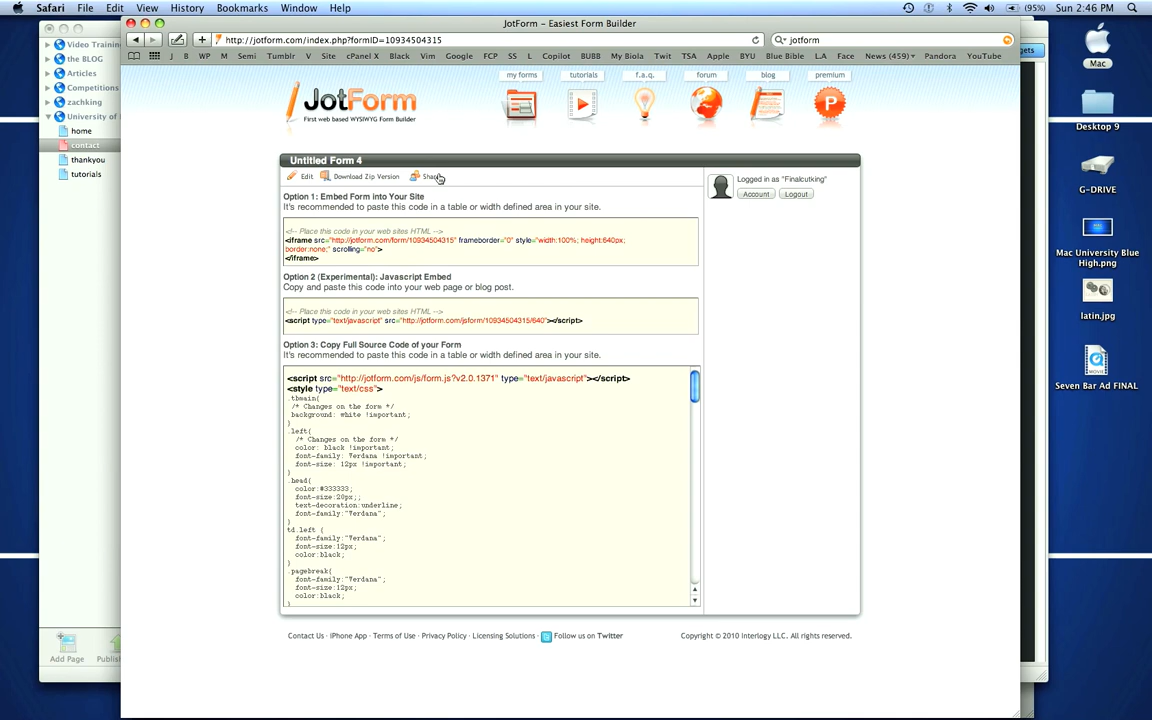 Safari File Edit View History Bookmarks Window Help
(95%) Sun 2:46 PM
JotForm – Easiest Form Builder
http://jotform.com/index.php?formID=10934504315
jotform
J B WP M Semi Tumblr V Site cPanel X Black Vim Google FCP SS L Copilot BUBB My Biola Twit TSA Apple BYU Blue Bible L.A Face News (459) Pandora YouTube
Video Training
the BLOG
Articles
Competitions
zachking
University of
home
contact
thankyou
tutorials
Add Page
Publis
JotForm
First web based WYSIWYG Form Builder
my forms tutorials f.a.q. forum blog premium
P
Untitled Form 4
Edit Download Zip Version Share
Option 1: Embed Form into Your Site
It's recommended to paste this code in a table or width defined area in your site.
<!-- Place this code in your web sites HTML -->
<iframe src="http://jotform.com/form/10934504315" frameborder="0" style="width:100%; height:640px;
border:none;" scrolling="no">
</iframe>
Option 2 (Experimental): Javascript Embed
Copy and paste this code into your web page or blog post.
<!-- Place this code in your web sites HTML -->
<script type="text/javascript" src="http://jotform.com/jsform/10934504315/640"></script>
Option 3: Copy Full Source Code of your Form
It's recommended to paste this code in a table or width defined area in your site.
<script src="http://jotform.com/js/form.js?v2.0.1371" type="text/javascript"></script>
<style type="text/css">
.tbmain{
/* Changes on the form */
background: white !important;
}
.left{
/* Changes on the form */
color: black !important;
font-family: Verdana !important;
font-size: 12px !important;
}
.head{
color:#333333;
font-size:20px;;
text-decoration:underline;
font-family:"Verdana";
}
td.left {
font-family:"Verdana";
font-size:12px;
color:black;
}
.pagebreak{
font-family:"Verdana";
font-size:12px;
color:black;
}
Logged in as "Finalcutking"
Account Logout
Contact Us · IPhone App · Terms of Use · Privacy Policy · Licensing Solutions · Follow us on Twitter
Copyright © 2010 Interlogy LLC. All rights reserved.
Mac
Desktop 9
G-DRIVE
Mac University Blue
High.png
latin.jpg
Seven Bar Ad FINAL